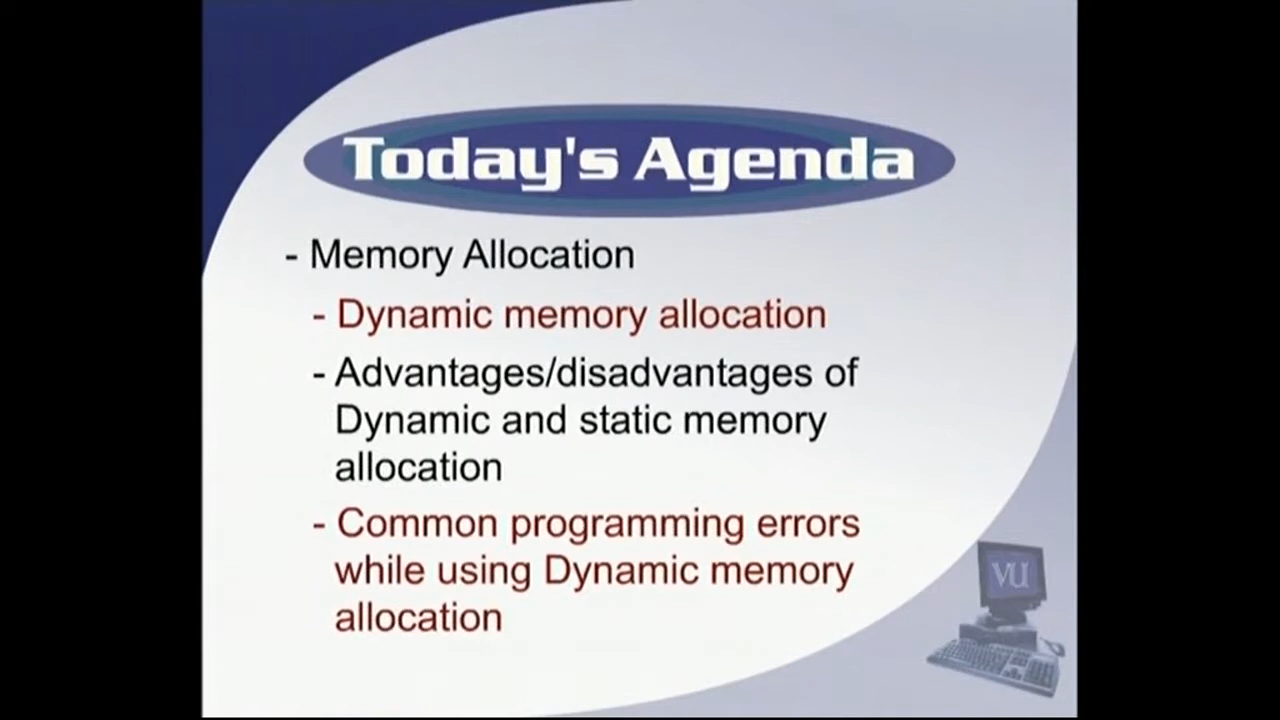 Today's Agenda
- Memory Allocation
- Dynamic memory allocation
- Advantages/disadvantages of
Dynamic and static memory
allocation
- Common programming errors
while using Dynamic memory
allocation
VU